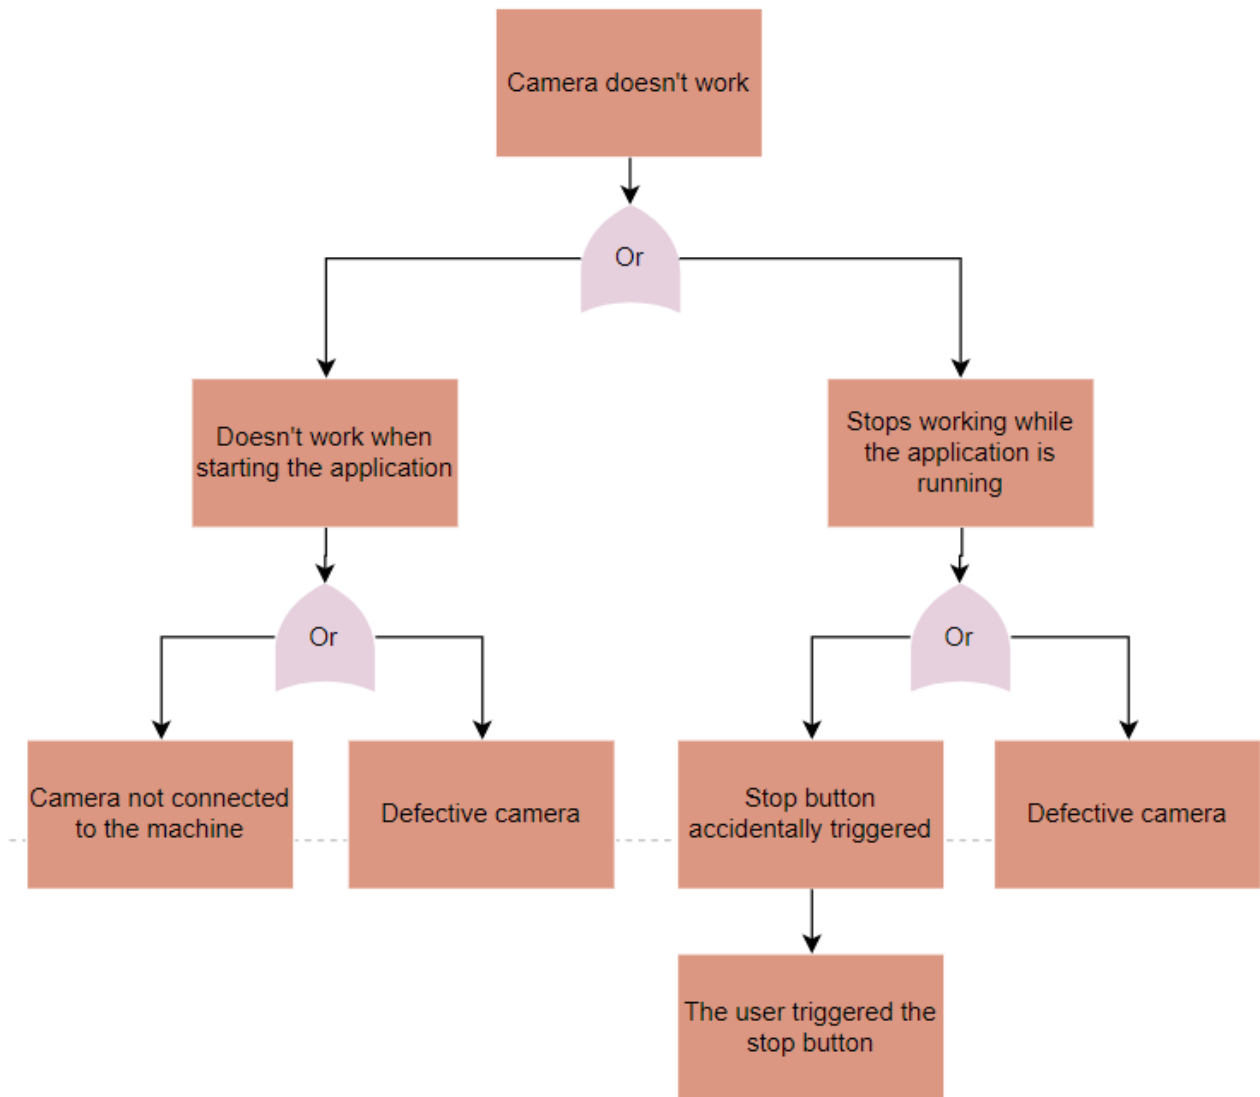 Camera doesn't work
Or
Doesn't work when
starting the application
Stops working while
the application is
running
Or
Or
Camera not connected
to the machine
Defective camera
Stop button
accidentally triggered
Defective camera
The user triggered the
stop button